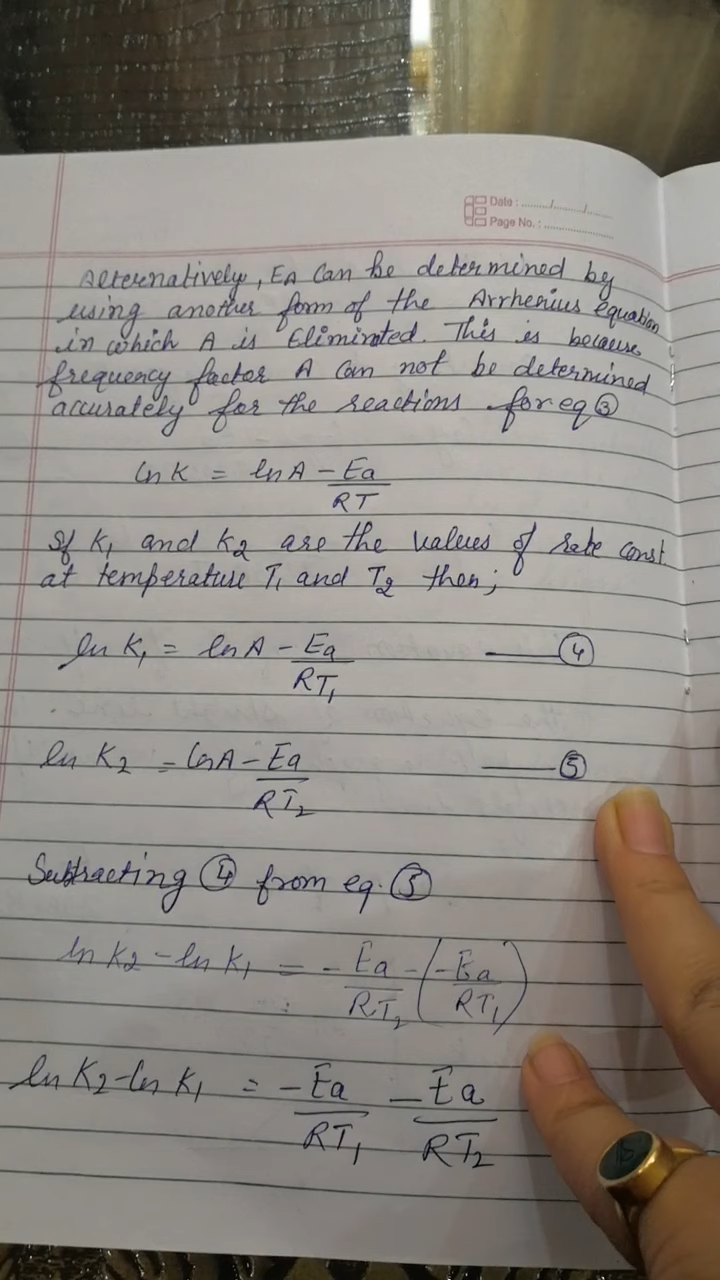 Date : ......./......./.......
Page No. : .......................
Alternatively, EA Can be determined by
using another form of the Arrhenius equation
in which A is Eliminated. This is because
frequency factor A Can not be determined
accurately for the reactions for eq ③
ln K = ln A - Ea/RT
If K₁ and K₂ are the values of rate const.
at temperature T₁ and T₂ then;
ln K₁ = ln A - Ea/RT₁ —— ④
ln K₂ = ln A - Ea/RT₂ —— ⑤
Subtracting ④ from eq. ⑤
ln K₂ - ln K₁ = - Ea/RT₂ - (- Ea/RT₁)
ln K₂ - ln K₁ = - Ea/RT₁ - Ea/RT₂